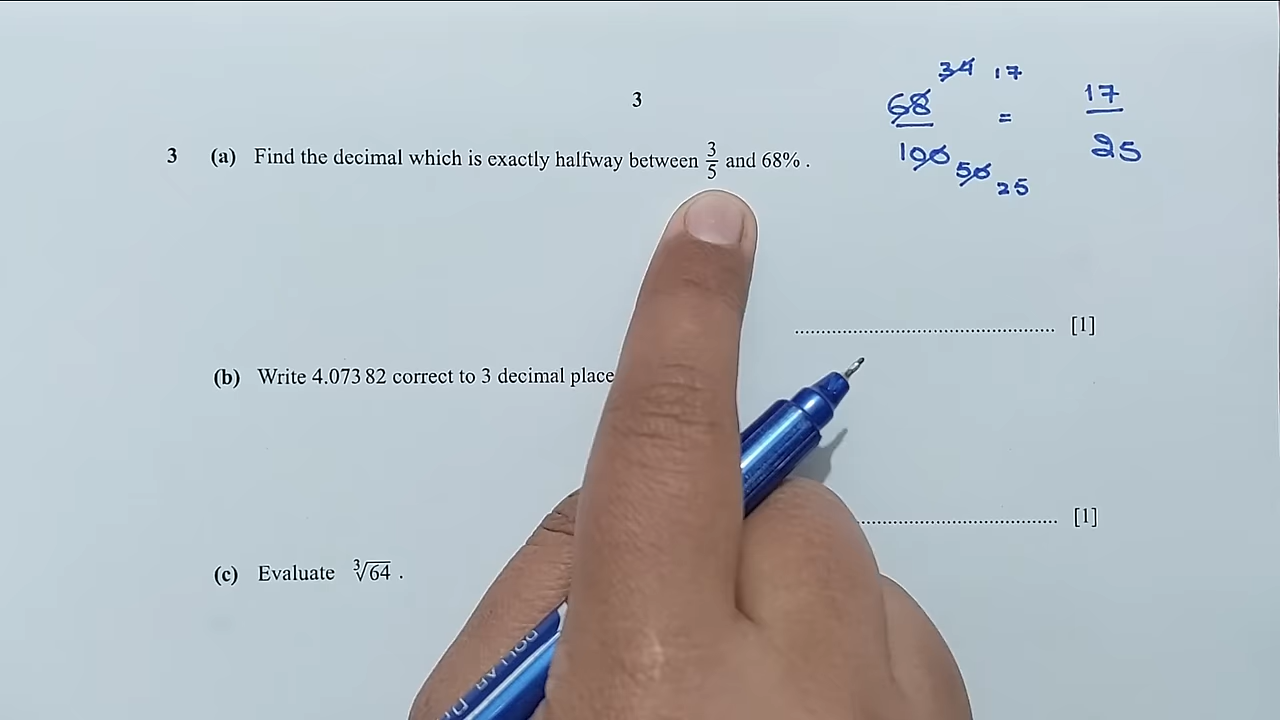 3
34 17
68 = 17
100 50 25 25
3 (a) Find the decimal which is exactly halfway between 3/5 and 68% .
........................................ [1]
(b) Write 4.073 82 correct to 3 decimal place
........................................ [1]
(c) Evaluate ∛64 .
DOLLAR